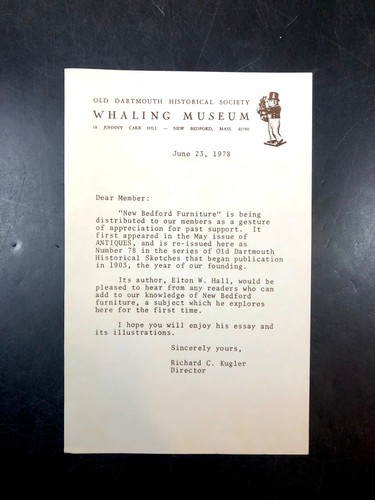 OLD DARTMOUTH HISTORICAL SOCIETY
WHALING MUSEUM
18 JOHNNY CAKE HILL — NEW BEDFORD, MASS. 02740
June 23, 1978
Dear Member:
"New Bedford Furniture" is being
distributed to our members as a gesture
of appreciation for past support. It
first appeared in the May issue of
ANTIQUES, and is re-issued here as
Number 78 in the series of Old Dartmouth
Historical Sketches that began publication
in 1903, the year of our founding.
Its author, Elton W. Hall, would be
pleased to hear from any readers who can
add to our knowledge of New Bedford
furniture, a subject which he explores
here for the first time.
I hope you will enjoy his essay and
its illustrations.
Sincerely yours,
Richard C. Kugler
Director